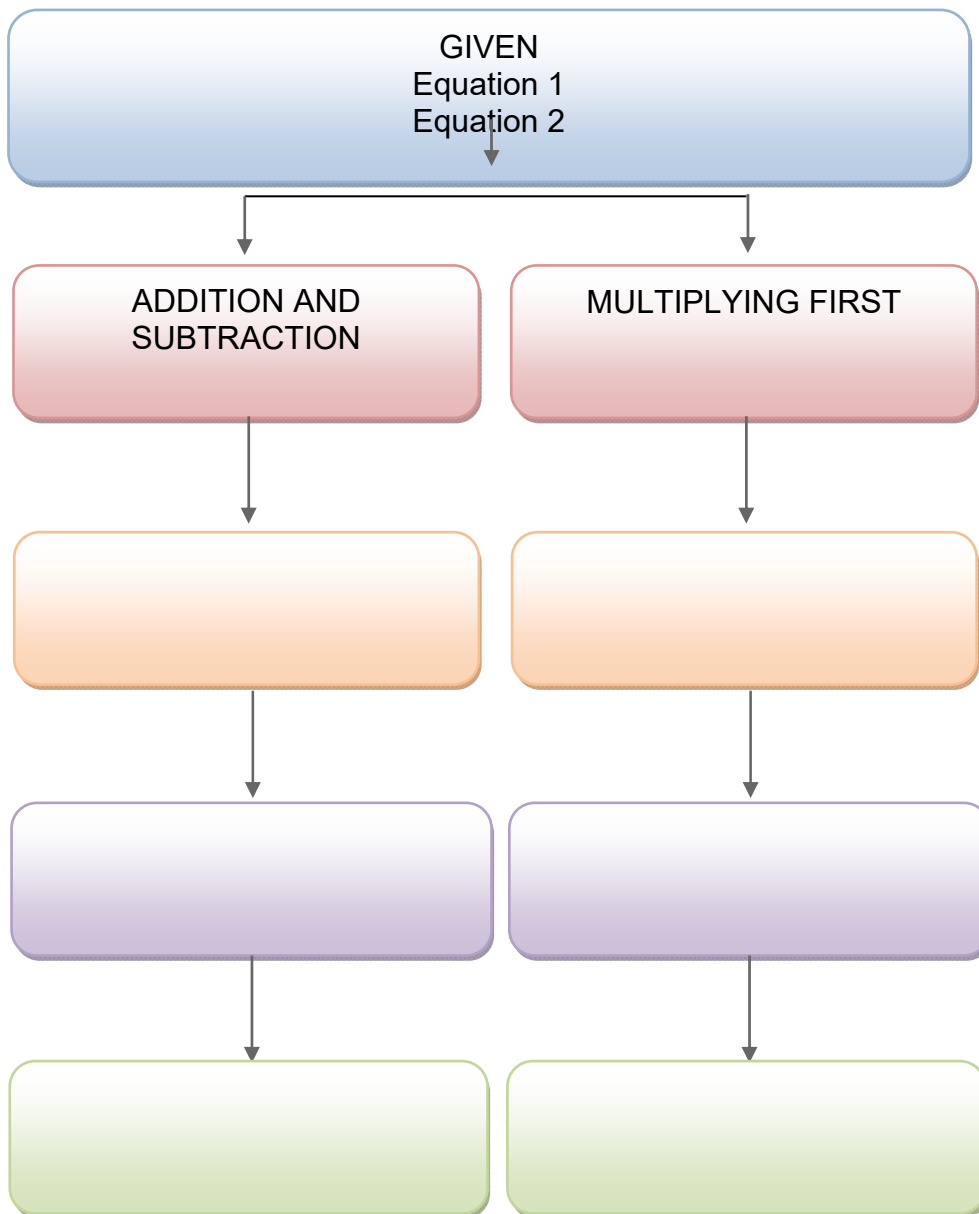 GIVEN
Equation 1
Equation 2
ADDITION AND
SUBTRACTION
MULTIPLYING FIRST